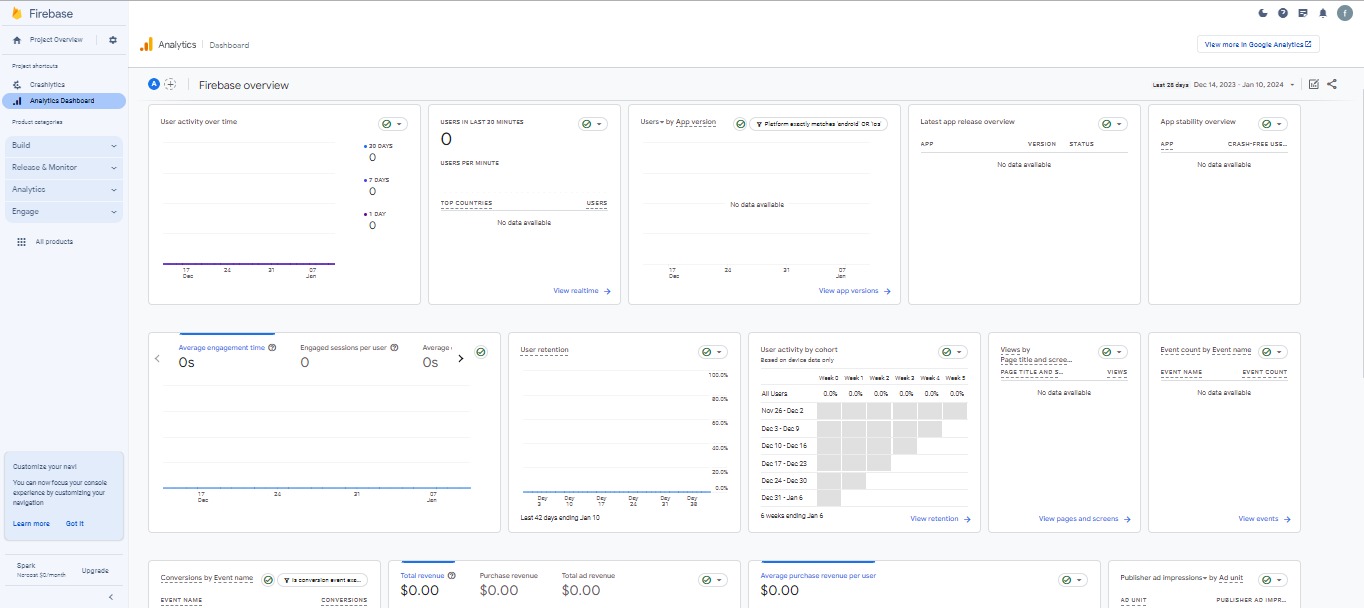 Firebase
Project Overview
Project shortcuts
Crashlytics
Analytics Dashboard
Product categories
Build
Release & Monitor
Analytics
Engage
All products
Customize your nav!
You can now focus your console
experience by customizing your
navigation
Learn more Got it
Spark
No-cost $0/month
Upgrade
f
Analytics Dashboard
View more in Google Analytics
A Firebase overview
Last 28 days Dec 14, 2023 - Jan 10, 2024
User activity over time
30 DAYS
0
7 DAYS
0
1 DAY
0
17 24 31 07
Dec Jan
USERS IN LAST 30 MINUTES
0
USERS PER MINUTE
TOP COUNTRIES USERS
No data available
View realtime
Users by App version
Platform exactly matches 'android' OR 'ios'
No data available
17 24 31 07
Dec Jan
View app versions
Latest app release overview
APP VERSION STATUS
No data available
App stability overview
APP CRASH-FREE USE...
No data available
Average engagement time Engaged sessions per user Average
0s 0 0s
17 24 31 07
Dec Jan
User retention
100.0%
80.0%
60.0%
40.0%
20.0%
0.0%
Day Day Day Day Day Day
3 10 17 24 31 38
Last 42 days ending Jan 10
User activity by cohort
Based on device data only
Week 0 Week 1 Week 2 Week 3 Week 4 Week 5
All Users 0.0% 0.0% 0.0% 0.0% 0.0% 0.0%
Nov 26 - Dec 2
Dec 3 - Dec 9
Dec 10 - Dec 16
Dec 17 - Dec 23
Dec 24 - Dec 30
Dec 31 - Jan 6
6 weeks ending Jan 6
View retention
Views by
Page title and scree...
PAGE TITLE AND S... VIEWS
No data available
View pages and screens
Event count by Event name
EVENT NAME EVENT COUNT
No data available
View events
Conversions by Event name
Is conversion event exa...
EVENT NAME CONVERSIONS
Total revenue Purchase revenue Total ad revenue
$0.00 $0.00 $0.00
Average purchase revenue per user
$0.00
Publisher ad impressions by Ad unit
AD UNIT PUBLISHER AD IMPR...